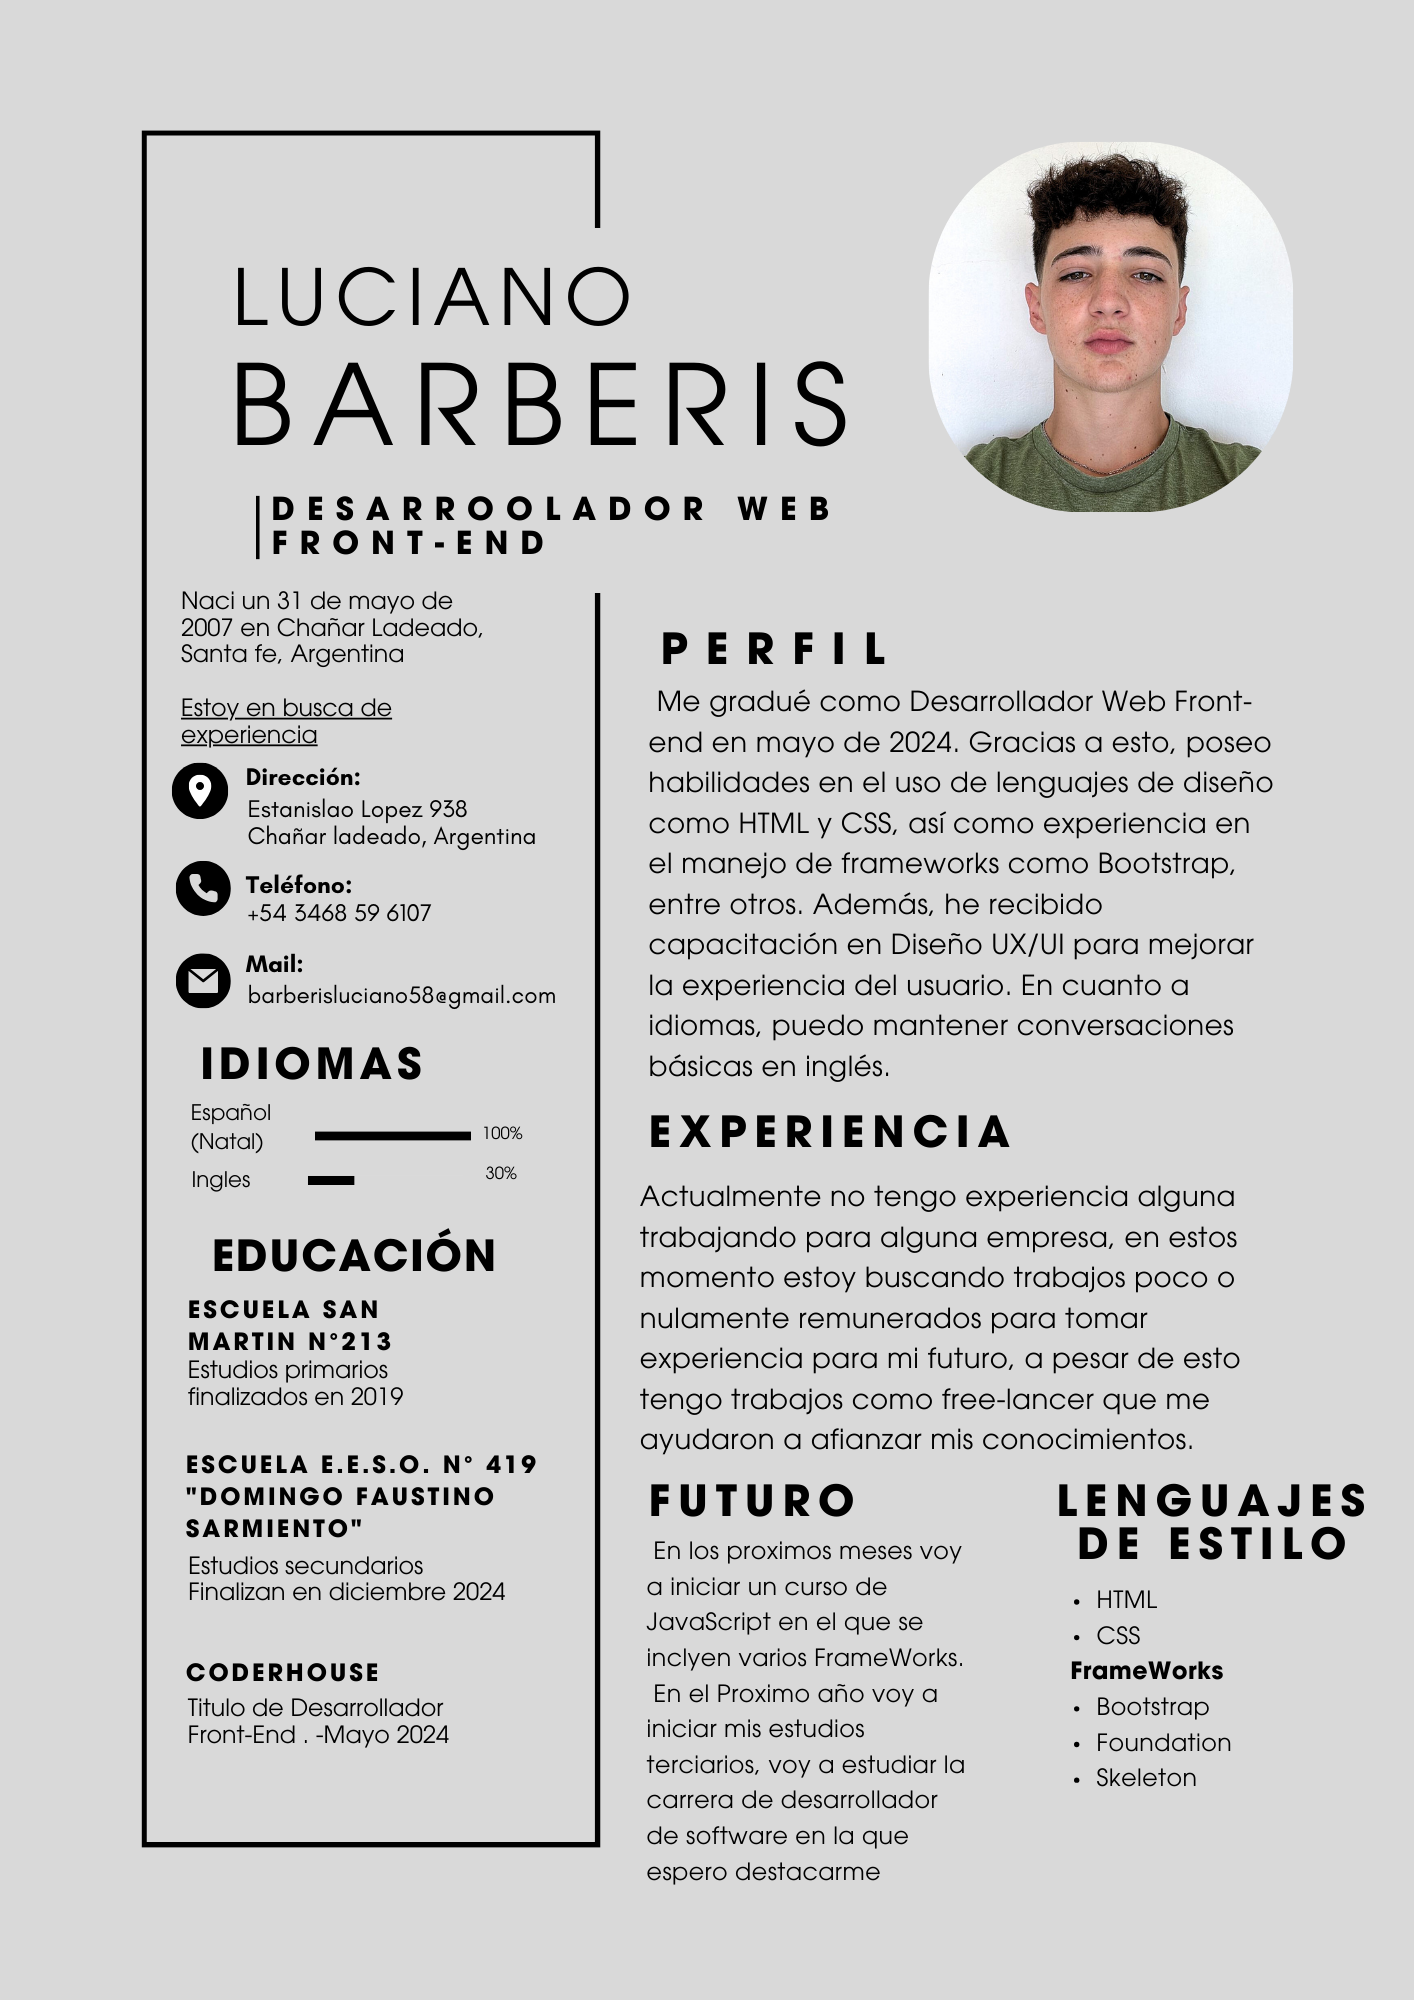 LUCIANO
BARBERIS
DESARROOLADOR WEB
FRONT-END
Naci un 31 de mayo de
2007 en Chañar Ladeado,
Santa fe, Argentina
Estoy en busca de
experiencia
Dirección:
Estanislao Lopez 938
Chañar ladeado, Argentina
Teléfono:
+54 3468 59 6107
Mail:
barberisluciano58@gmail.com
IDIOMAS
Español
(Natal)
100%
Ingles
30%
EDUCACIÓN
ESCUELA SAN
MARTIN N°213
Estudios primarios
finalizados en 2019
ESCUELA E.E.S.O. N° 419
"DOMINGO FAUSTINO
SARMIENTO"
Estudios secundarios
Finalizan en diciembre 2024
CODERHOUSE
Titulo de Desarrollador
Front-End . -Mayo 2024
PERFIL
Me gradué como Desarrollador Web Front-
end en mayo de 2024. Gracias a esto, poseo
habilidades en el uso de lenguajes de diseño
como HTML y CSS, así como experiencia en
el manejo de frameworks como Bootstrap,
entre otros. Además, he recibido
capacitación en Diseño UX/UI para mejorar
la experiencia del usuario. En cuanto a
idiomas, puedo mantener conversaciones
básicas en inglés.
EXPERIENCIA
Actualmente no tengo experiencia alguna
trabajando para alguna empresa, en estos
momento estoy buscando trabajos poco o
nulamente remunerados para tomar
experiencia para mi futuro, a pesar de esto
tengo trabajos como free-lancer que me
ayudaron a afianzar mis conocimientos.
FUTURO
En los proximos meses voy
a iniciar un curso de
JavaScript en el que se
inclyen varios FrameWorks.
En el Proximo año voy a
iniciar mis estudios
terciarios, voy a estudiar la
carrera de desarrollador
de software en la que
espero destacarme
LENGUAJES
DE ESTILO
• HTML
• CSS
FrameWorks
• Bootstrap
• Foundation
• Skeleton